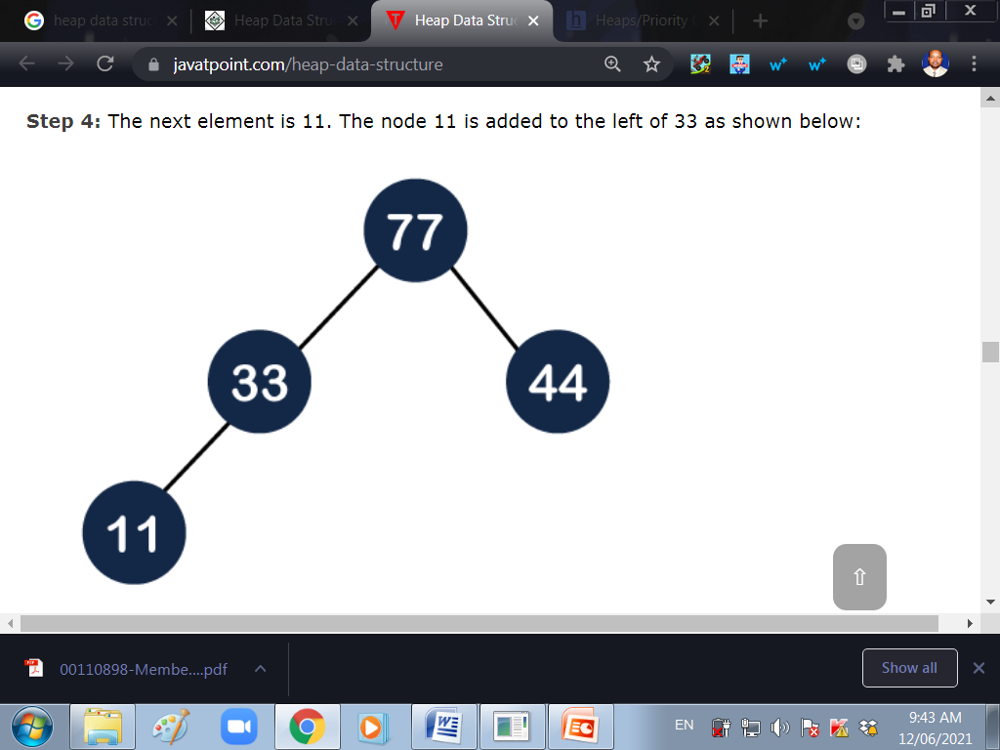 heap data struc
Heap Data Stru
Heap Data Stru
Heaps/Priority
javatpoint.com/heap-data-structure
Step 4: The next element is 11. The node 11 is added to the left of 33 as shown below:
77
33
44
11
00110898-Membe....pdf
Show all
EN
9:43 AM
12/06/2021